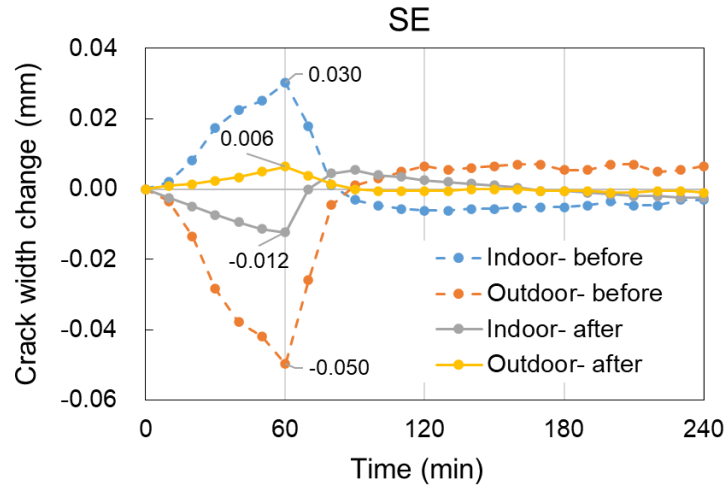 SE
Crack width change (mm)
0.04
0.02
0.00
-0.02
-0.04
-0.06
0.030
0.006
-0.012
-0.050
Indoor- before
Outdoor- before
Indoor- after
Outdoor- after
0
60
120
180
240
Time (min)